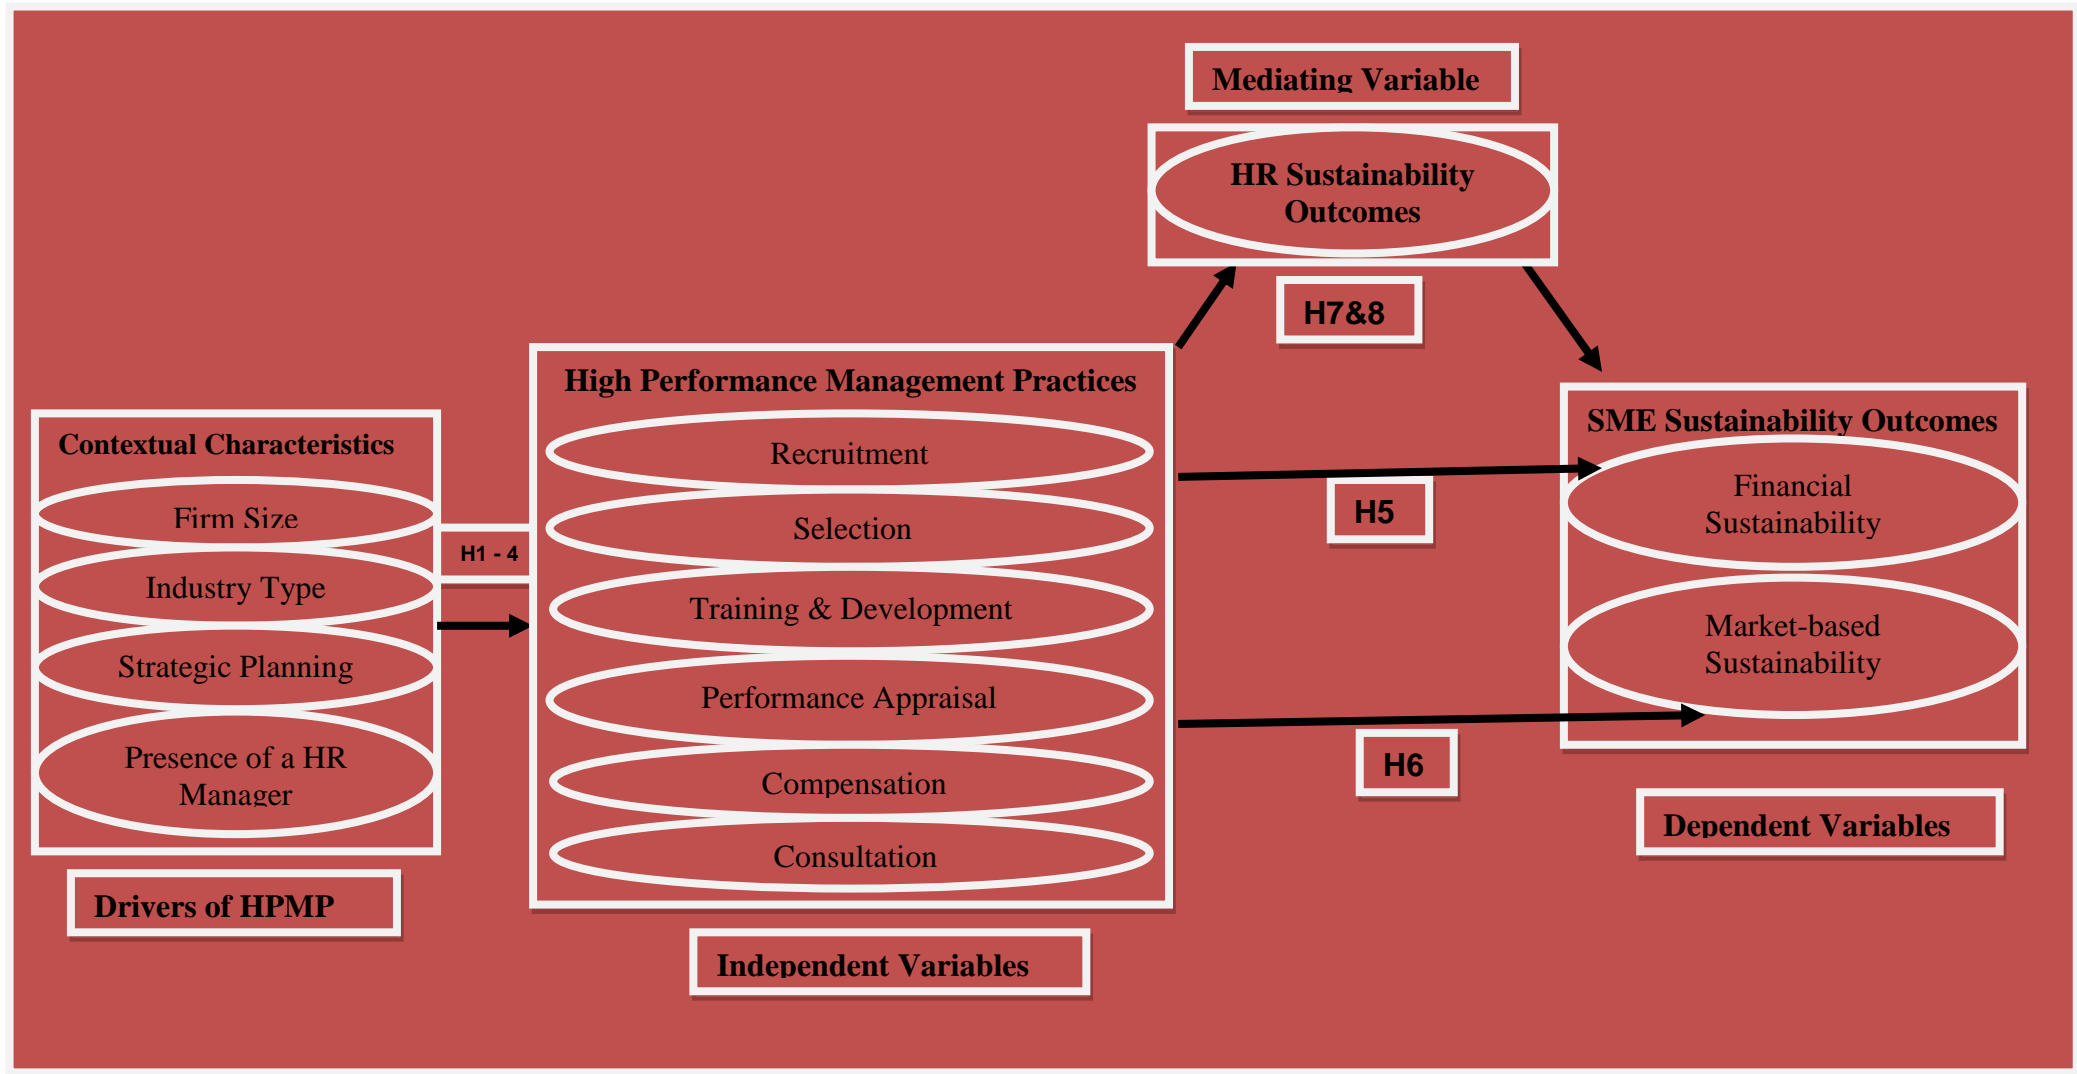 Mediating Variable
HR Sustainability
Outcomes
H7&8
High Performance Management Practices
Recruitment
Selection
Training & Development
Performance Appraisal
Compensation
Consultation
Contextual Characteristics
Firm Size
Industry Type
Strategic Planning
Presence of a HR
Manager
H1 - 4
SME Sustainability Outcomes
Financial
Sustainability
Market-based
Sustainability
H5
H6
Dependent Variables
Drivers of HPMP
Independent Variables